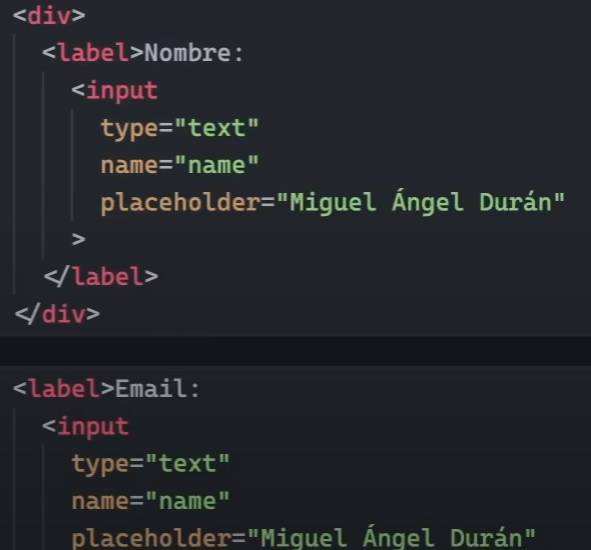 <div>
<label>Nombre:
<input
type="text"
name="name"
placeholder="Miguel Ángel Durán"
>
</label>
</div>
<label>Email:
<input
type="text"
name="name"
placeholder="Miguel Ángel Durán"